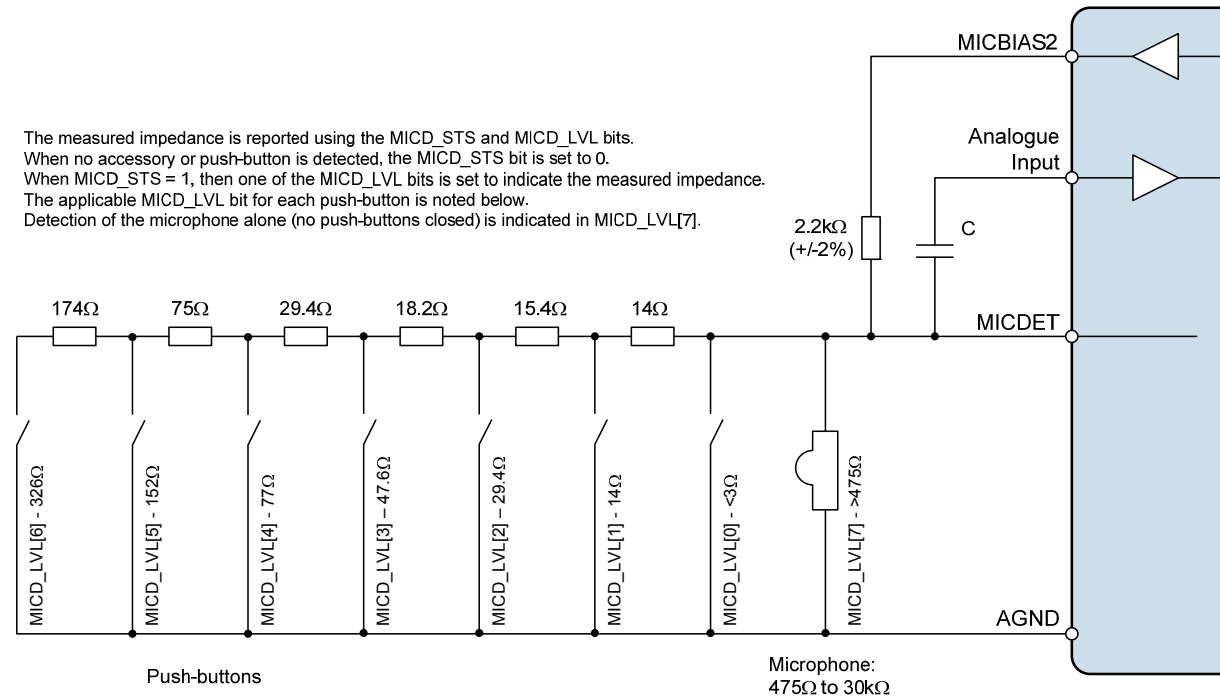 MICBIAS2
The measured impedance is reported using the MICD_STS and MICD_LVL bits.
When no accessory or push-button is detected, the MICD_STS bit is set to 0.
When MICD_STS = 1, then one of the MICD_LVL bits is set to indicate the measured impedance.
The applicable MICD_LVL bit for each push-button is noted below.
Detection of the microphone alone (no push-buttons closed) is indicated in MICD_LVL[7].
Analogue
Input
2.2kΩ
(+/-2%)
C
174Ω
75Ω
29.4Ω
18.2Ω
15.4Ω
14Ω
MICDET
MICD_LVL[6] - 326Ω
MICD_LVL[5] - 152Ω
MICD_LVL[4] - 77Ω
MICD_LVL[3] – 47.6Ω
MICD_LVL[2] – 29.4Ω
MICD_LVL[1] - 14Ω
MICD_LVL[0] - <3Ω
MICD_LVL[7] - >475Ω
AGND
Push-buttons
Microphone:
475Ω to 30kΩ